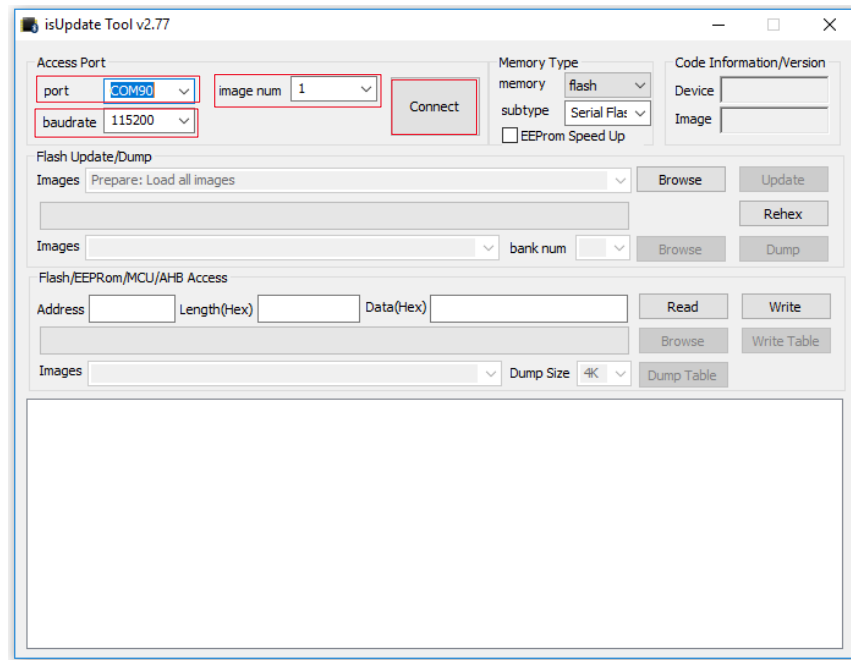 isUpdate Tool v2.77
Access Port
port COM90
image num 1
baudrate 115200
Connect
Memory Type
memory flash
subtype Serial Flas
EEProm Speed Up
Code Information/Version
Device
Image
Flash Update/Dump
Images Prepare: Load all images
Browse
Update
Rehex
Images
bank num
Browse
Dump
Flash/EEPRom/MCU/AHB Access
Address
Length(Hex)
Data(Hex)
Read
Write
Browse
Write Table
Images
Dump Size 4K
Dump Table